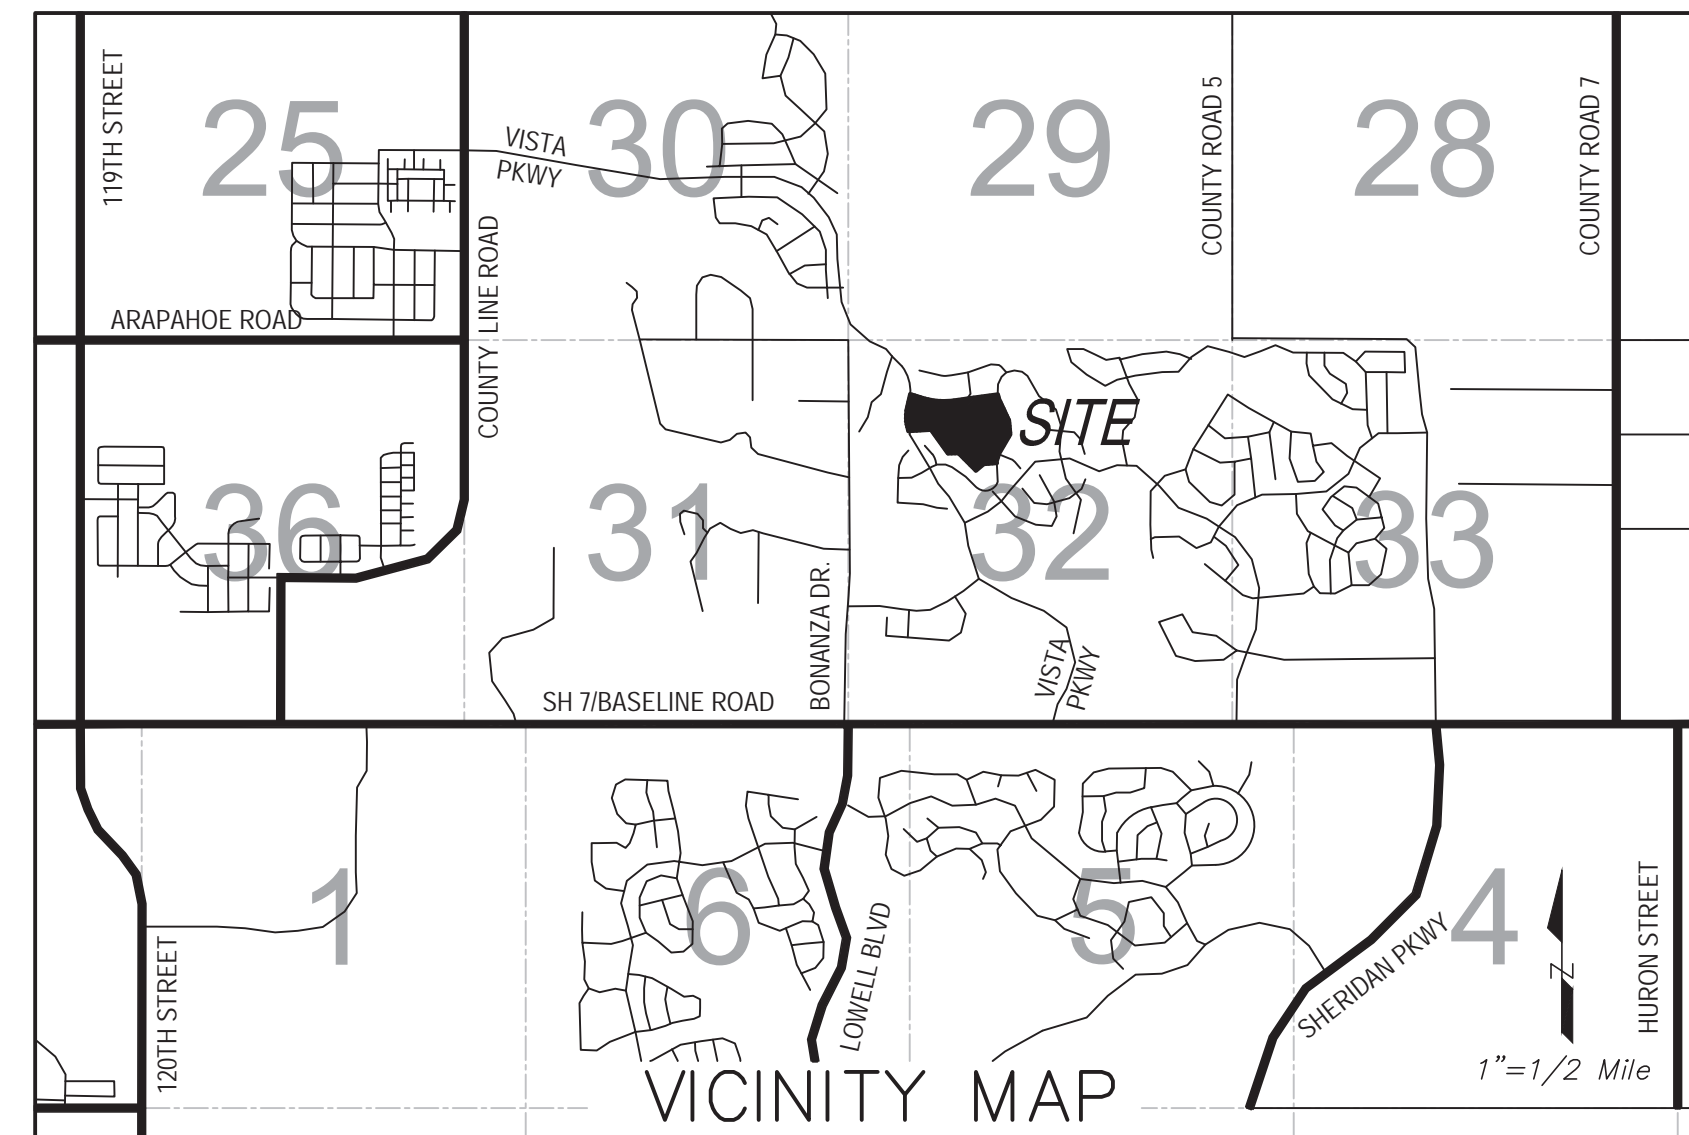 119TH STREET
25
30
29
28
VISTA
PKWY
COUNTY ROAD 5
COUNTY ROAD 7
COUNTY LINE ROAD
ARAPAHOE ROAD
SITE
36
31
32
33
BONANZA DR.
VISTA
PKWY
SH 7/BASELINE ROAD
1
6
5
4
120TH STREET
LOWELL BLVD
SHERIDAN PKWY
HURON STREET
N
1"=1/2 Mile
VICINITY MAP